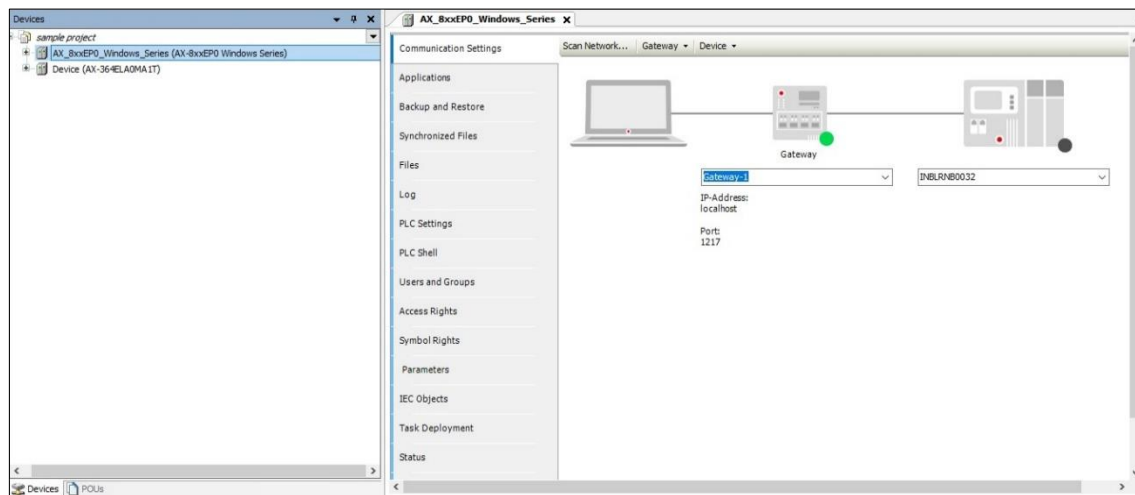 Devices
sample project
AX_8xxEP0_Windows_Series (AX-8xxEP0 Windows Series)
Device (AX-364ELA0MA1T)
Devices
POUs
AX_8xxEP0_Windows_Series
Communication Settings
Applications
Backup and Restore
Synchronized Files
Files
Log
PLC Settings
PLC Shell
Users and Groups
Access Rights
Symbol Rights
Parameters
IEC Objects
Task Deployment
Status
Scan Network... Gateway Device
Gateway
Gateway-1
IP-Address:
localhost
Port:
1217
INBLRNB0032